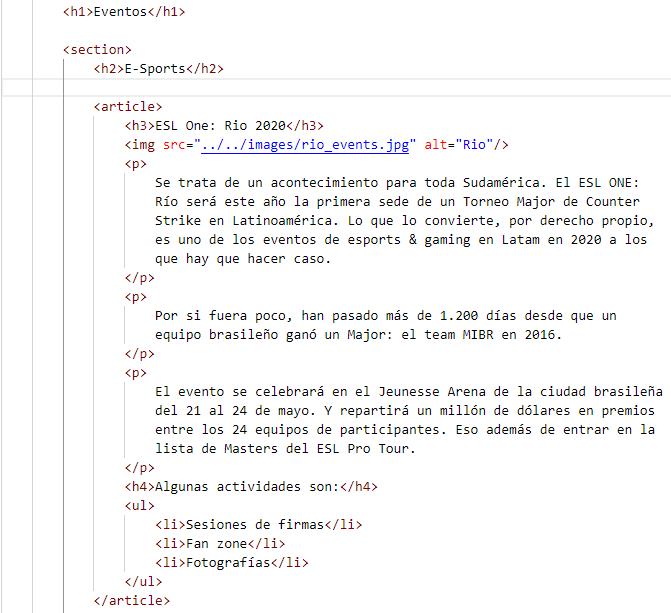 <h1>Eventos</h1>
<section>
<h2>E-Sports</h2>
<article>
<h3>ESL One: Rio 2020</h3>
<img src="../../images/rio_events.jpg" alt="Rio"/>
<p>
Se trata de un acontecimiento para toda Sudamérica. El ESL ONE:
Río será este año la primera sede de un Torneo Major de Counter
Strike en Latinoamérica. Lo que lo convierte, por derecho propio,
es uno de los eventos de esports & gaming en Latam en 2020 a los
que hay que hacer caso.
</p>
<p>
Por si fuera poco, han pasado más de 1.200 días desde que un
equipo brasileño ganó un Major: el team MIBR en 2016.
</p>
<p>
El evento se celebrará en el Jeunesse Arena de la ciudad brasileña
del 21 al 24 de mayo. Y repartirá un millón de dólares en premios
entre los 24 equipos de participantes. Eso además de entrar en la
lista de Masters del ESL Pro Tour.
</p>
<h4>Algunas actividades son:</h4>
<ul>
<li>Sesiones de firmas</li>
<li>Fan zone</li>
<li>Fotografías</li>
</ul>
</article>